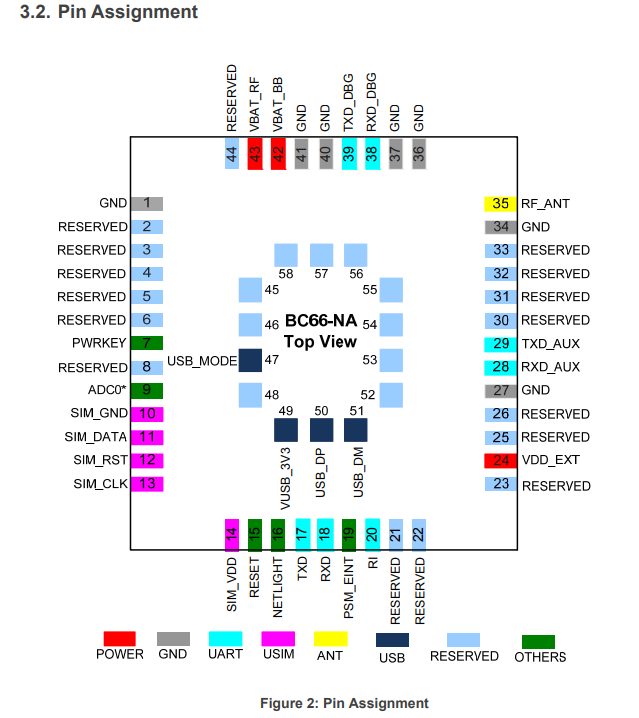 3.2. Pin Assignment
RESERVED
VBAT_RF
VBAT_BB
GND
GND
TXD_DBG
RXD_DBG
GND
GND
44
43
42
41
40
39
38
37
36
GND 1
RESERVED 2
RESERVED 3
RESERVED 4
RESERVED 5
RESERVED 6
PWRKEY 7
RESERVED 8
ADC0* 9
SIM_GND 10
SIM_DATA 11
SIM_RST 12
SIM_CLK 13
35 RF_ANT
34 GND
33 RESERVED
32 RESERVED
31 RESERVED
30 RESERVED
29 TXD_AUX
28 RXD_AUX
27 GND
26 RESERVED
25 RESERVED
24 VDD_EXT
23 RESERVED
58 57 56
45 55
46 BC66-NA 54
Top View
USB_MODE 47 53
48 52
49 50 51
VUSB_3V3
USB_DP
USB_DM
14
15
16
17
18
19
20
21
22
SIM_VDD
RESET
NETLIGHT
TXD
RXD
PSM_EINT
RI
RESERVED
RESERVED
POWER GND UART USIM ANT USB RESERVED OTHERS
Figure 2: Pin Assignment